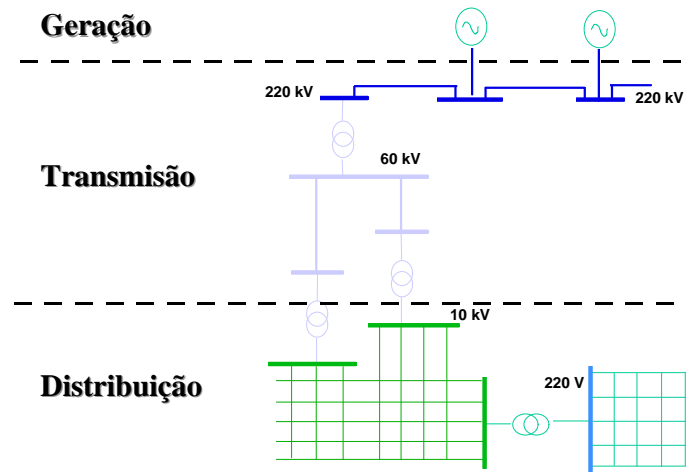 Geração
220 kV
220 kV
60 kV
Transmisão
10 kV
Distribuição
220 V